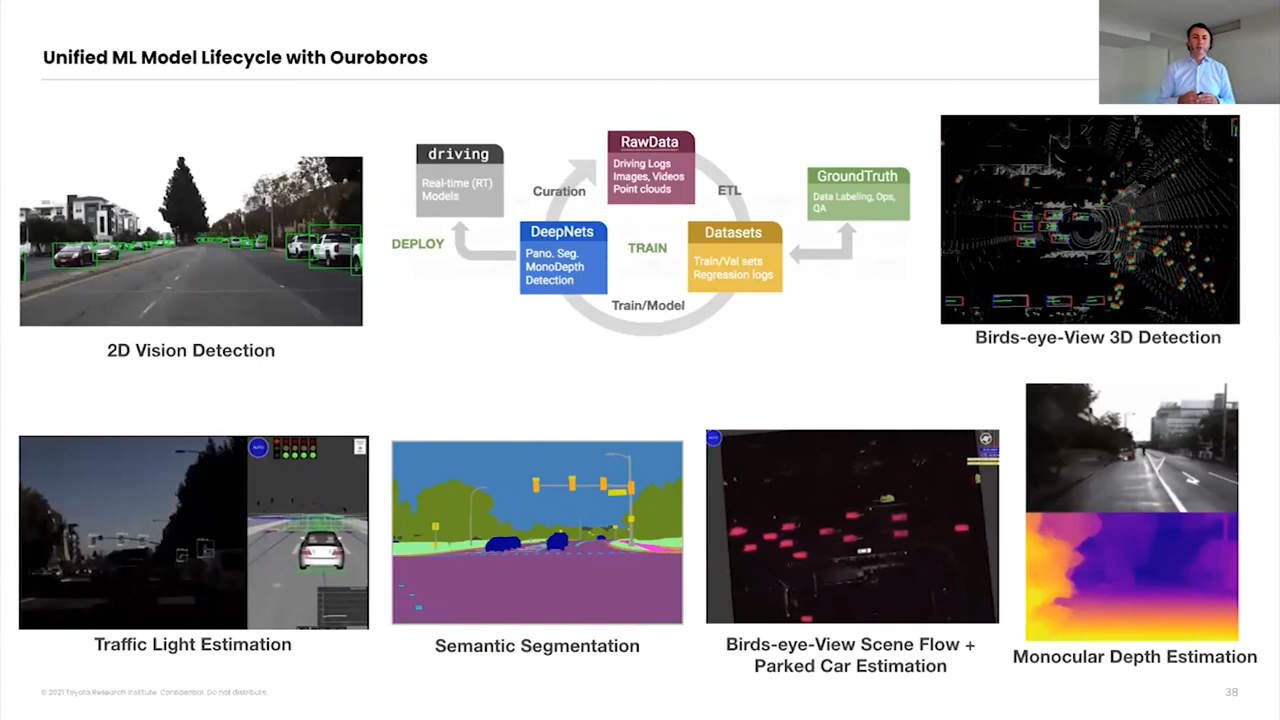 Unified ML Model Lifecycle with Ouroboros
driving
Real-time (RT)
Models
RawData
Driving Logs
Images, Videos
Point clouds
GroundTruth
Data Labeling, Ops,
QA
Curation
ETL
DEPLOY
DeepNets
Pano. Seg.
MonoDepth
Detection
TRAIN
Datasets
Train/Val sets
Regression logs
Train/Model
2D Vision Detection
Birds-eye-View 3D Detection
AUTO
AUTO
Traffic Light Estimation
Semantic Segmentation
Birds-eye-View Scene Flow +
Parked Car Estimation
Monocular Depth Estimation
© 2021 Toyota Research Institute. Confidential. Do not distribute.
38